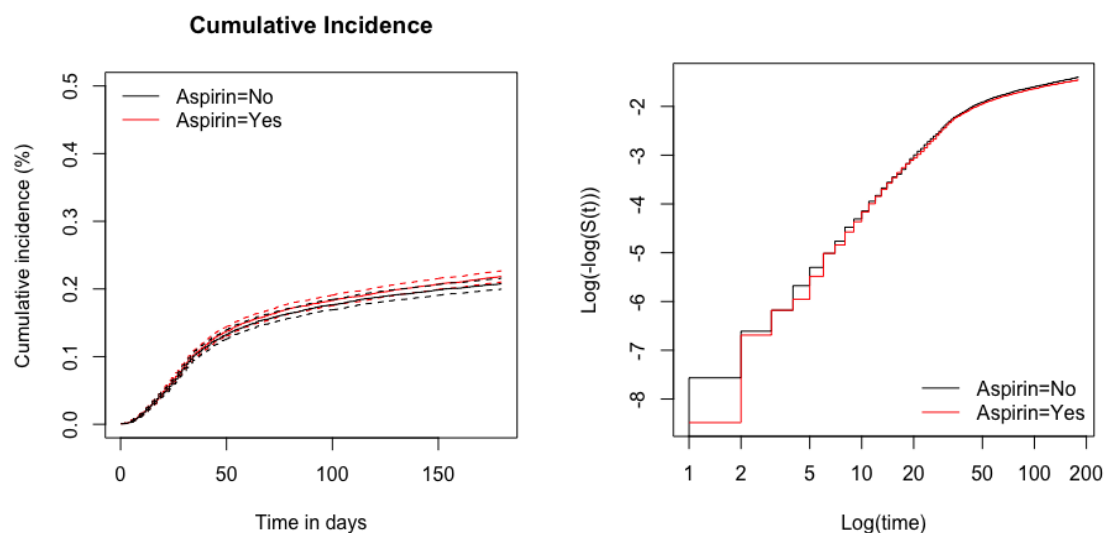 Cumulative Incidence
Cumulative incidence (%)
0.5
0.4
0.3
0.2
0.1
0.0
Aspirin=No
Aspirin=Yes
0 50 100 150
Time in days
Log(-log(S(t)))
-2
-3
-4
-5
-6
-7
-8
Aspirin=No
Aspirin=Yes
1 2 5 10 20 50 100 200
Log(time)